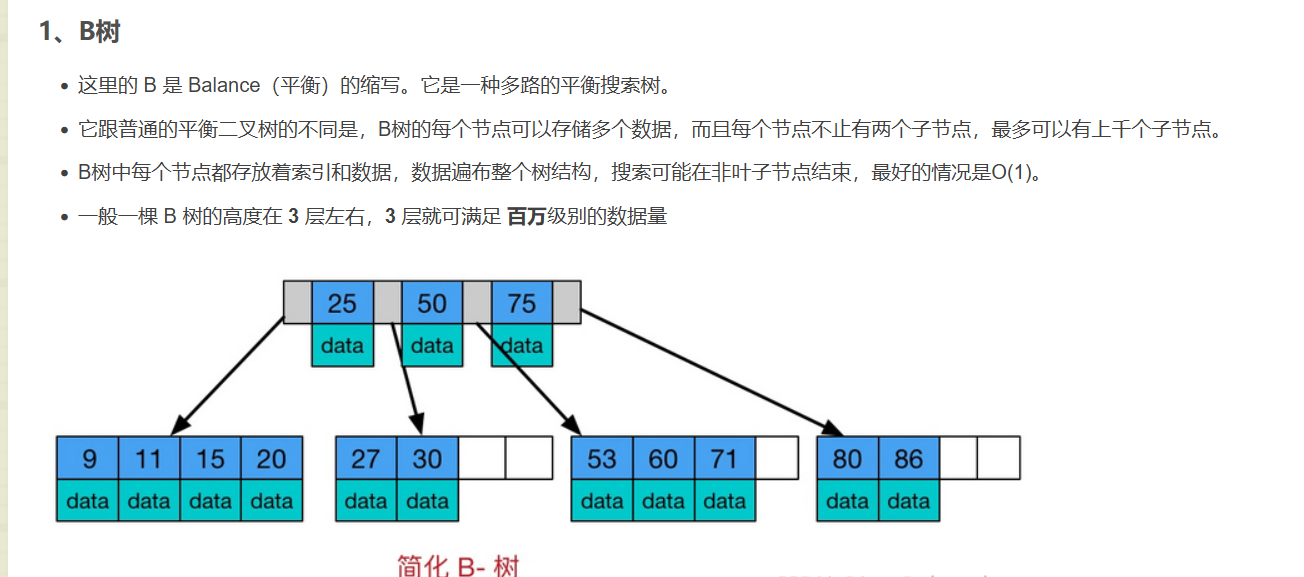 1、B树
这里的 B 是 Balance（平衡）的缩写。它是一种多路的平衡搜索树。
它跟普通的平衡二叉树的不同是，B树的每个节点可以存储多个数据，而且每个节点不止有两个子节点，最多可以有上千个子节点。
B树中每个节点都存放着索引和数据，数据遍布整个树结构，搜索可能在非叶子节点结束，最好的情况是O(1)。
一般一棵 B 树的高度在 3 层左右，3 层就可满足 百万级别的数据量
25 50 75
data data data
9 11 15 20 27 30 53 60 71 80 86
data data data data data data data data data data data
简化 B- 树